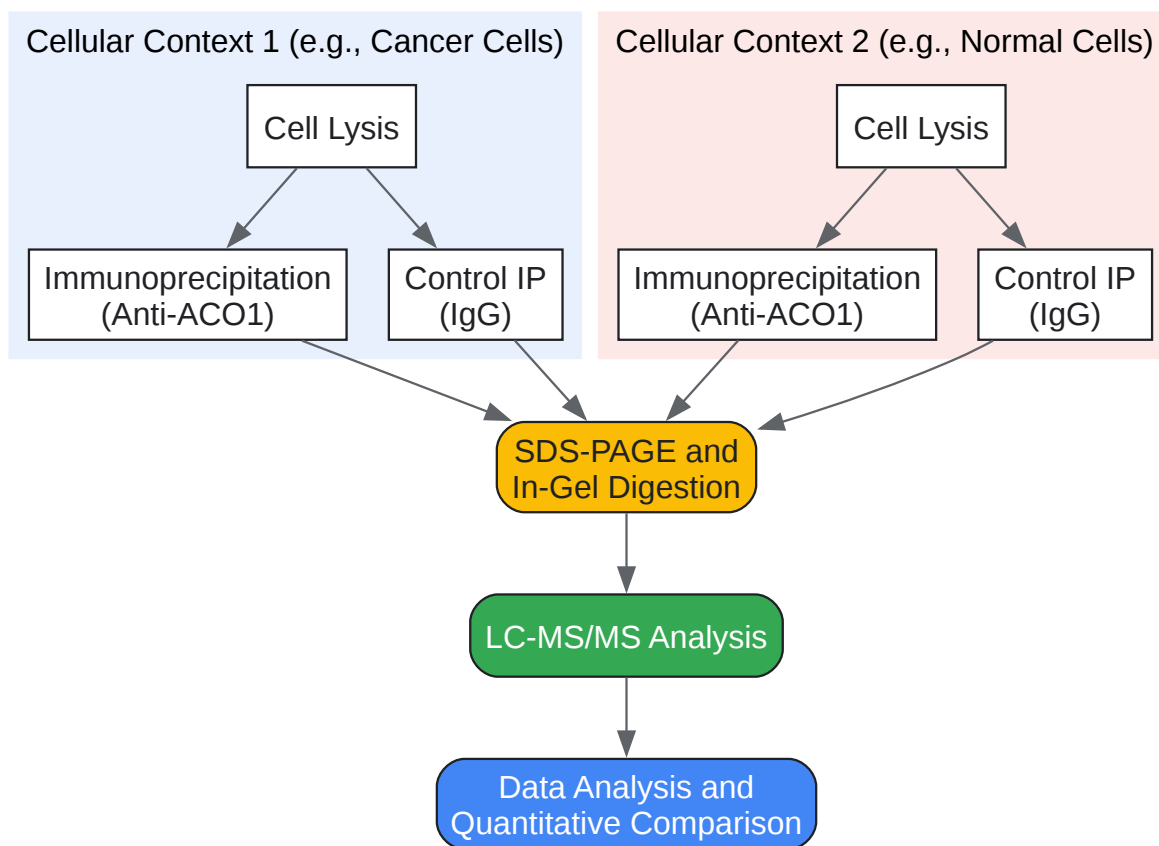 Cellular Context 1 (e.g., Cancer Cells)
Cell Lysis
Immunoprecipitation
(Anti-ACO1)
Control IP
(IgG)
Cellular Context 2 (e.g., Normal Cells)
Cell Lysis
Immunoprecipitation
(Anti-ACO1)
Control IP
(IgG)
SDS-PAGE and
In-Gel Digestion
LC-MS/MS Analysis
Data Analysis and
Quantitative Comparison